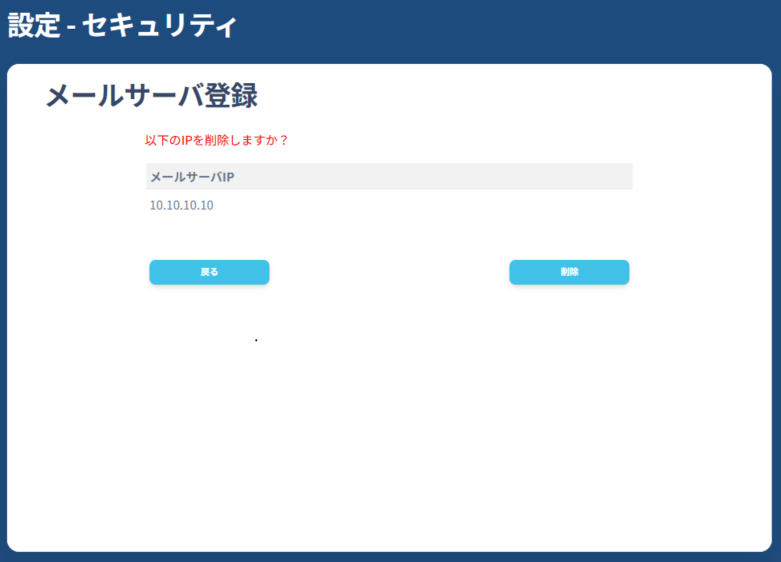 設定 - セキュリティ
メールサーバ登録
以下のIPを削除しますか？
メールサーバIP
10.10.10.10
戻る
削除